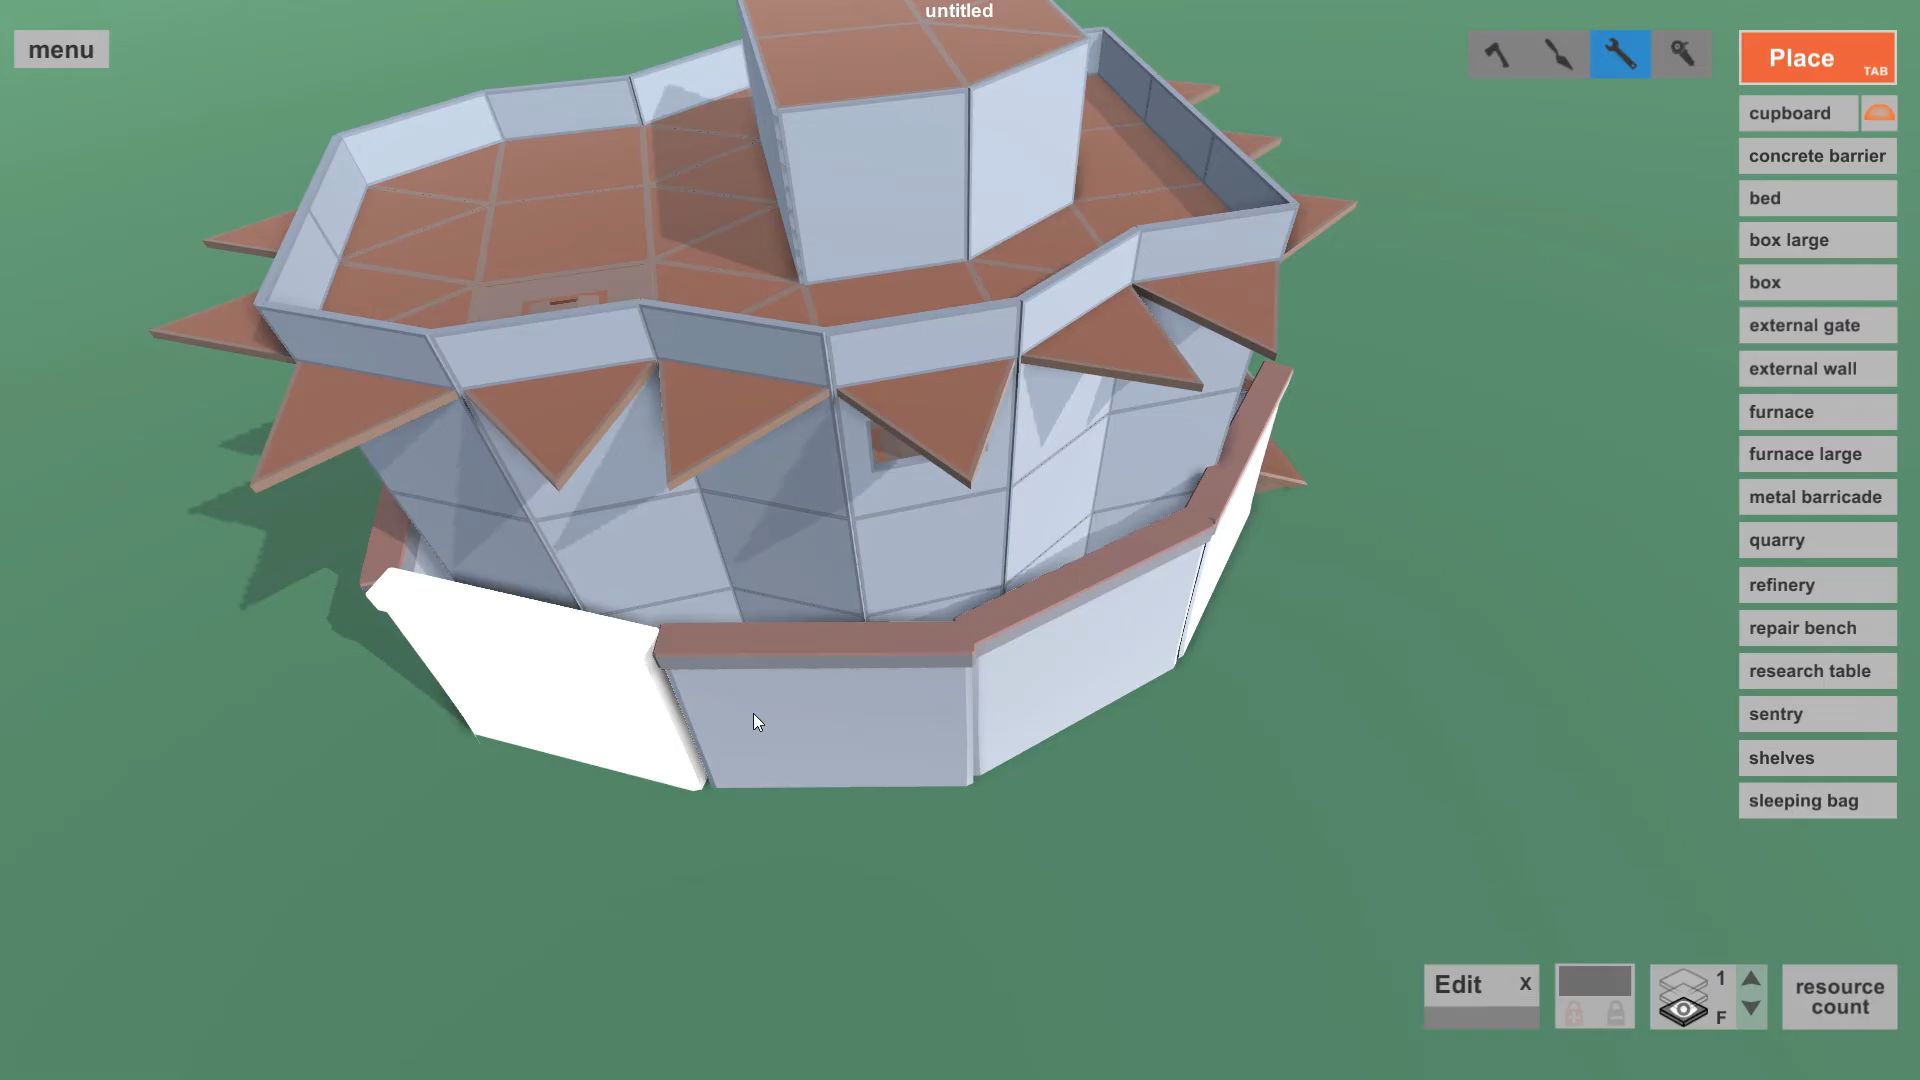 untitled
menu
Place
TAB
cupboard
concrete barrier
bed
box large
box
external gate
external wall
furnace
furnace large
metal barricade
quarry
refinery
repair bench
research table
sentry
shelves
sleeping bag
Edit X
1
F
resource
count